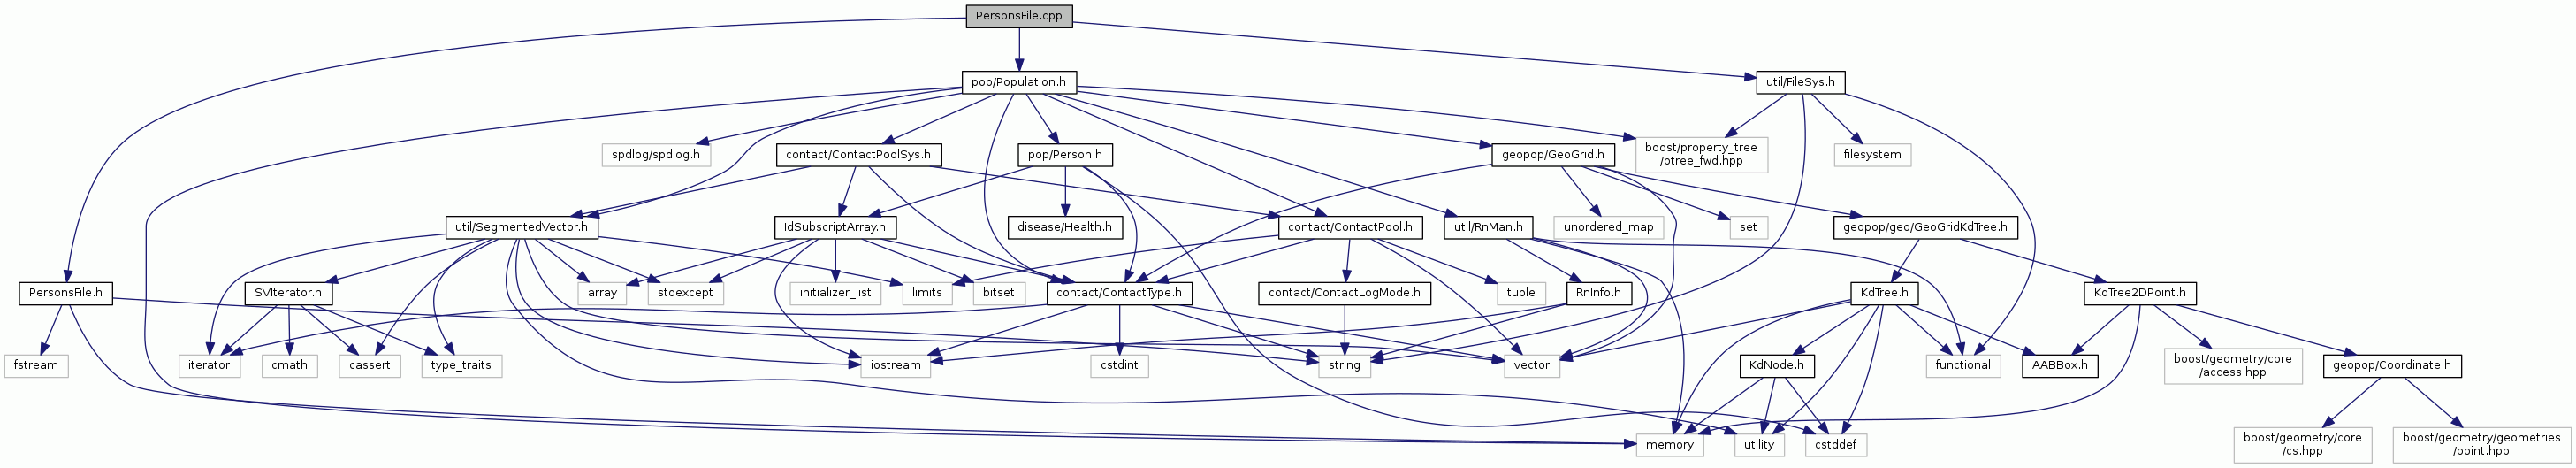 PersonsFile.cpp
pop/Population.h
util/FileSys.h
spdlog/spdlog.h
contact/ContactPoolSys.h
pop/Person.h
geopop/GeoGrid.h
boost/property_tree
/ptree_fwd.hpp
filesystem
util/SegmentedVector.h
IdSubscriptArray.h
disease/Health.h
contact/ContactPool.h
util/RnMan.h
unordered_map
set
geopop/geo/GeoGridKdTree.h
PersonsFile.h
SVIterator.h
array
stdexcept
initializer_list
limits
bitset
contact/ContactType.h
contact/ContactLogMode.h
tuple
RnInfo.h
KdTree.h
KdTree2DPoint.h
fstream
iterator
cmath
cassert
type_traits
iostream
cstdint
string
vector
KdNode.h
functional
AABBox.h
boost/geometry/core
/access.hpp
geopop/Coordinate.h
memory
utility
cstddef
boost/geometry/core
/cs.hpp
boost/geometry/geometries
/point.hpp